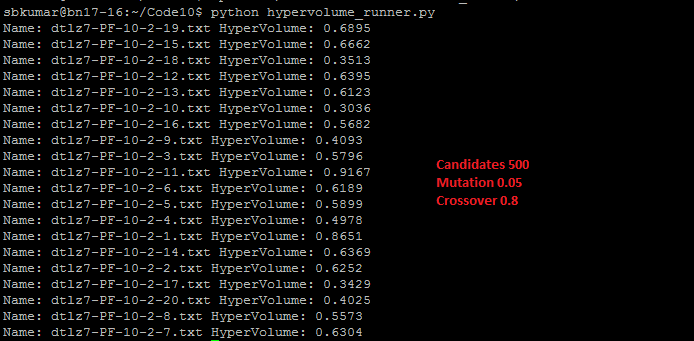 sbkumar@bn17-16:~/Code10$ python hypervolume_runner.py
Name: dtlz7-PF-10-2-19.txt HyperVolume: 0.6895
Name: dtlz7-PF-10-2-15.txt HyperVolume: 0.6662
Name: dtlz7-PF-10-2-18.txt HyperVolume: 0.3513
Name: dtlz7-PF-10-2-12.txt HyperVolume: 0.6395
Name: dtlz7-PF-10-2-13.txt HyperVolume: 0.6123
Name: dtlz7-PF-10-2-10.txt HyperVolume: 0.3036
Name: dtlz7-PF-10-2-16.txt HyperVolume: 0.5682
Name: dtlz7-PF-10-2-9.txt HyperVolume: 0.4093
Name: dtlz7-PF-10-2-3.txt HyperVolume: 0.5796
Name: dtlz7-PF-10-2-11.txt HyperVolume: 0.9167
Name: dtlz7-PF-10-2-6.txt HyperVolume: 0.6189
Name: dtlz7-PF-10-2-5.txt HyperVolume: 0.5899
Name: dtlz7-PF-10-2-4.txt HyperVolume: 0.4978
Name: dtlz7-PF-10-2-1.txt HyperVolume: 0.8651
Name: dtlz7-PF-10-2-14.txt HyperVolume: 0.6369
Name: dtlz7-PF-10-2-2.txt HyperVolume: 0.6252
Name: dtlz7-PF-10-2-17.txt HyperVolume: 0.3429
Name: dtlz7-PF-10-2-20.txt HyperVolume: 0.4025
Name: dtlz7-PF-10-2-8.txt HyperVolume: 0.5573
Name: dtlz7-PF-10-2-7.txt HyperVolume: 0.6304
Candidates 500
Mutation 0.05
Crossover 0.8